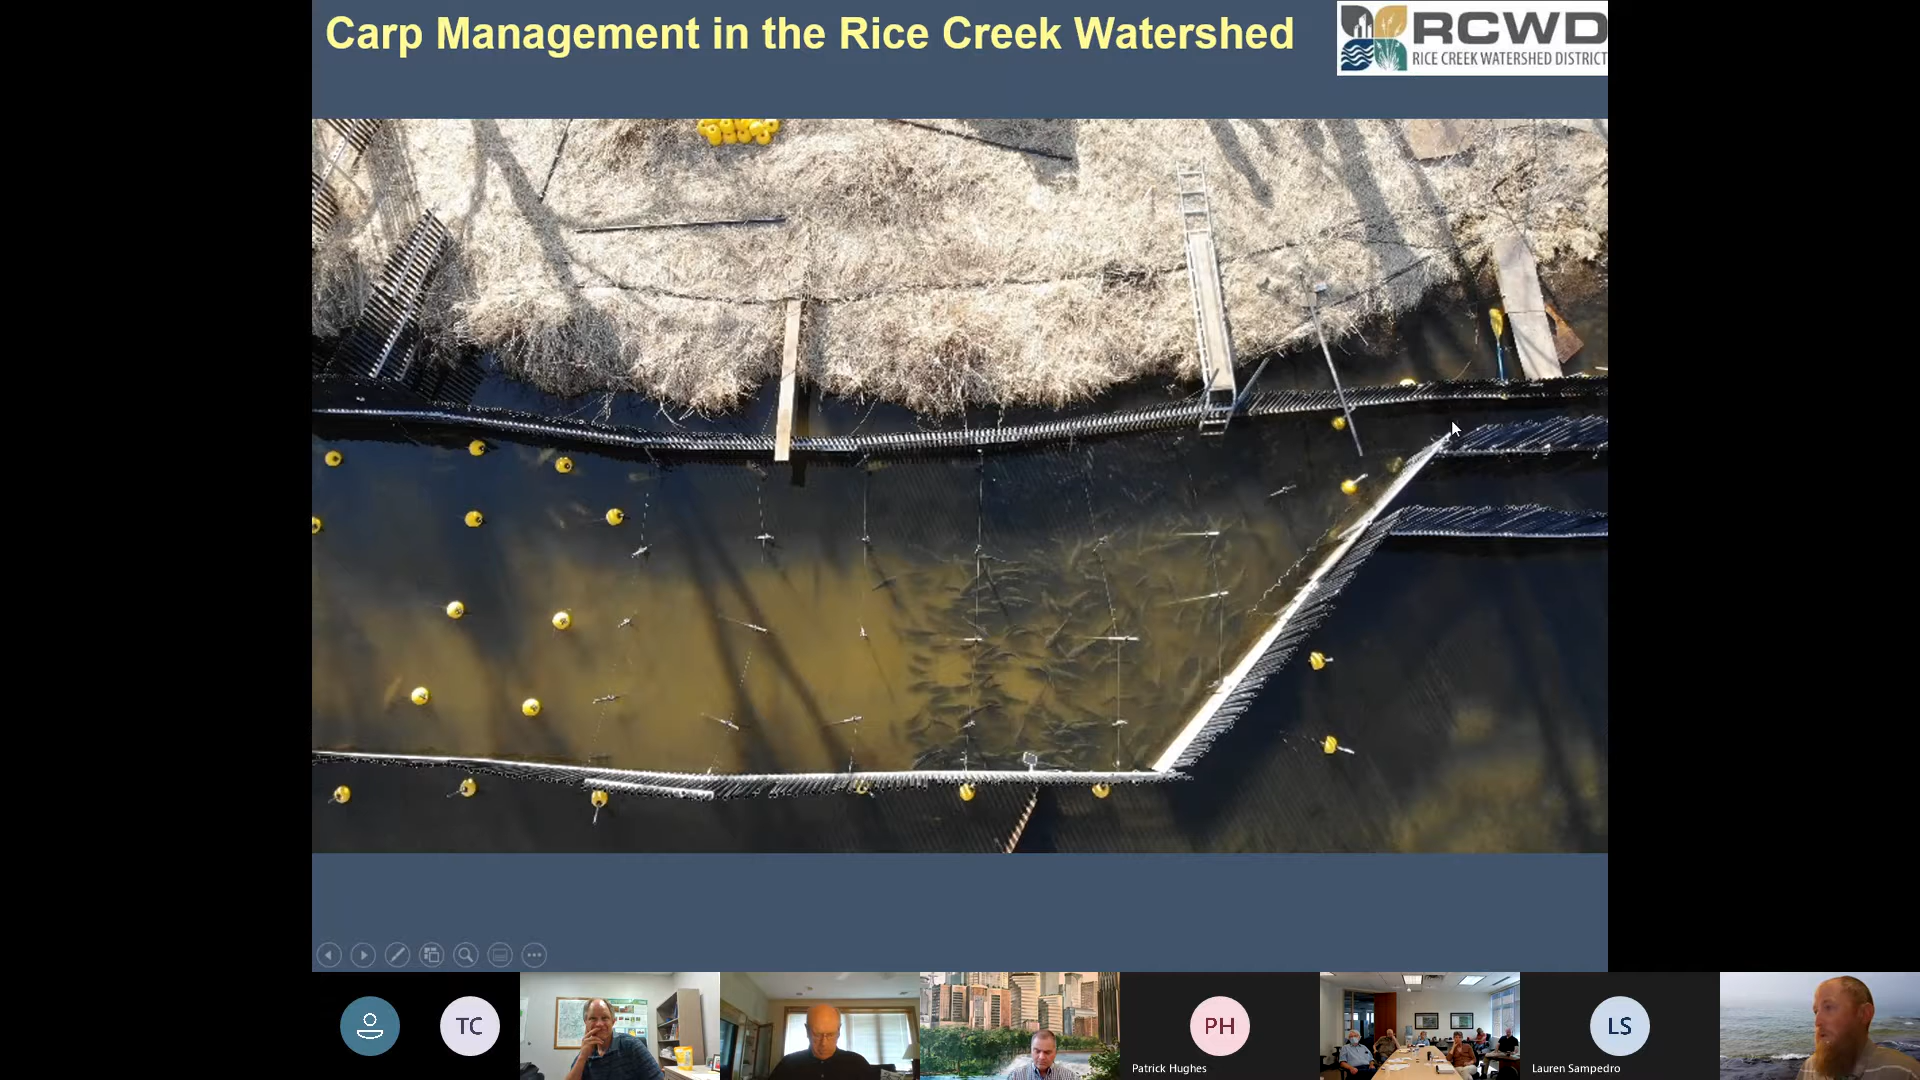 Carp Management in the Rice Creek Watershed
RCWD
RICE CREEK WATERSHED DISTRICT
TC
PH
Patrick Hughes
LS
Lauren Sampedro